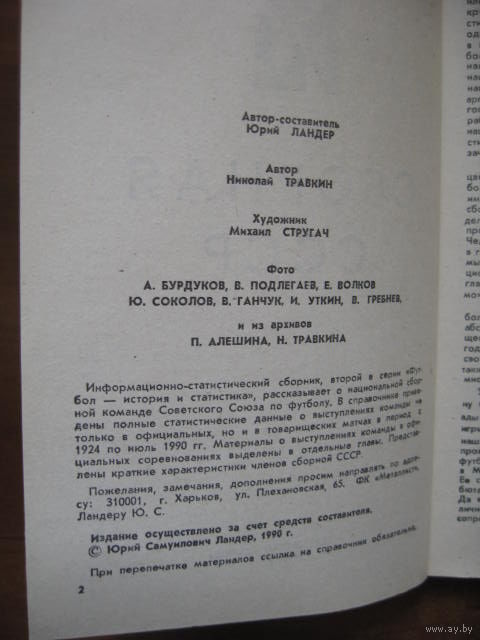 Автор-составитель
Юрий ЛАНДЕР
Автор
Николай ТРАВКИН
Художник
Михаил СТРУГАЧ
Фото
А. БУРДУКОВ, В. ПОДЛЕГАЕВ, Е. ВОЛКОВ
Ю. СОКОЛОВ, В. ГАНЧУК, И. УТКИН, В. ГРЕБНЕВ,
и из архивов
П. АЛЕШИНА, Н. ТРАВКИНА
Информационно-статистический сборник, второй в серии «Фут-
бол — история и статистика», рассказывает о национальной сбор-
ной команде Советского Союза по футболу. В справочнике приве-
дены полные статистические данные о выступлениях команды не
только в официальных, но и в товарищеских матчах в период с
1924 по июль 1990 гг. Материалы о выступлениях команды в офи-
циальных соревнованиях выделены в отдельные главы. Представ-
лены краткие характеристики членов сборной СССР.
Пожелания, замечания, дополнения просим направлять по адре-
су: 310001, г. Харьков, ул. Плехановская, 65, ФК «Металлист»,
Ландеру Ю. С.
Издание осуществлено за счет средств составителя.
© Юрий Самуилович Ландер, 1990 г.
При перепечатке материалов ссылка на справочник обязательна.
2
www.ay.by